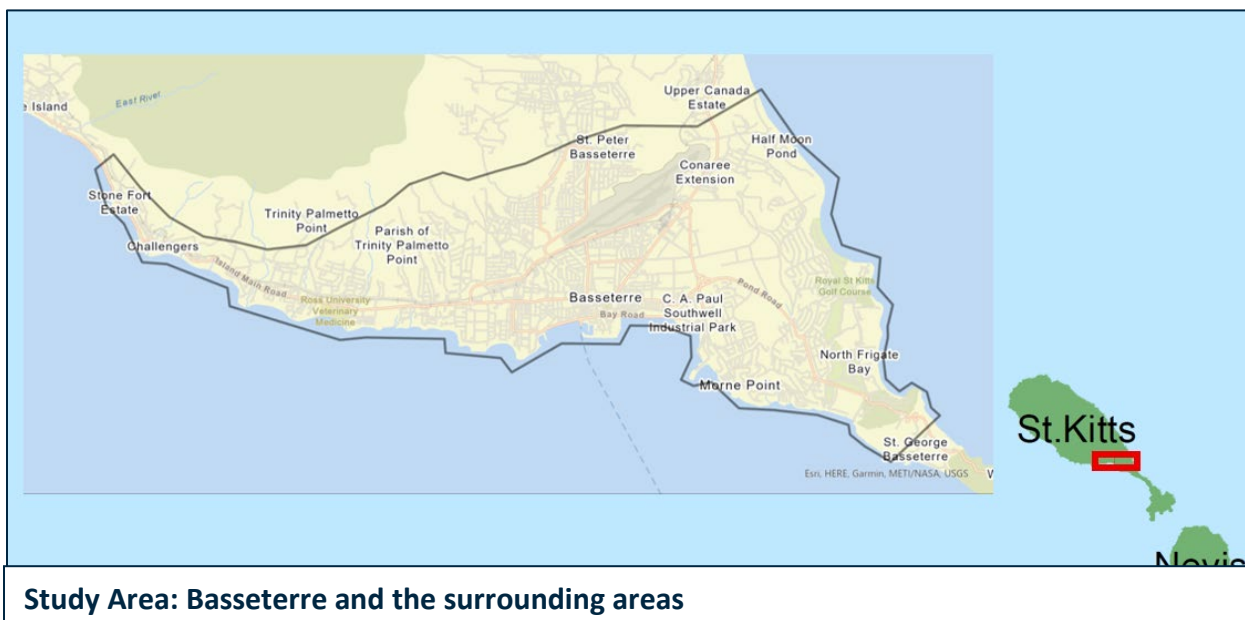 Upper Canada
Estate
East River
e Island
St. Peter
Basseterre
Half Moon
Pond
Conaree
Extension
Stone Fort
Estate
Trinity Palmetto
Point
Parish of
Trinity Palmetto
Point
Challengers
Island Main Road
Royal St Kitts
Golf Course
Pond Road
Ross University
Veterinary
Medicine
Basseterre
Bay Road
C. A. Paul
Southwell
Industrial Park
North Frigate
Bay
Morne Point
St. George
Basseterre
Esri, HERE, Garmin, METI/NASA, USGS
W
St.Kitts
Nevis
Study Area: Basseterre and the surrounding areas